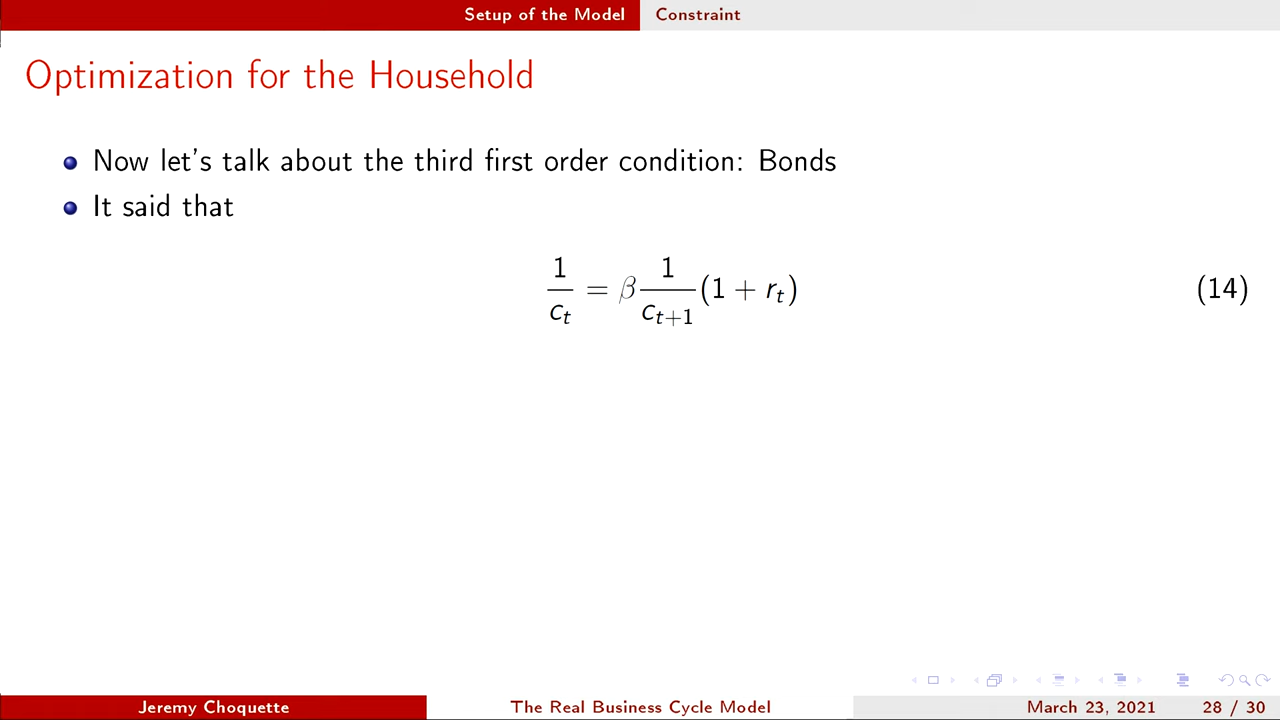 Setup of the Model Constraint
Optimization for the Household
Now let's talk about the third first order condition: Bonds
It said that
1/c_t = β 1/c_{t+1} (1 + r_t) (14)
Jeremy Choquette The Real Business Cycle Model March 23, 2021 28 / 30